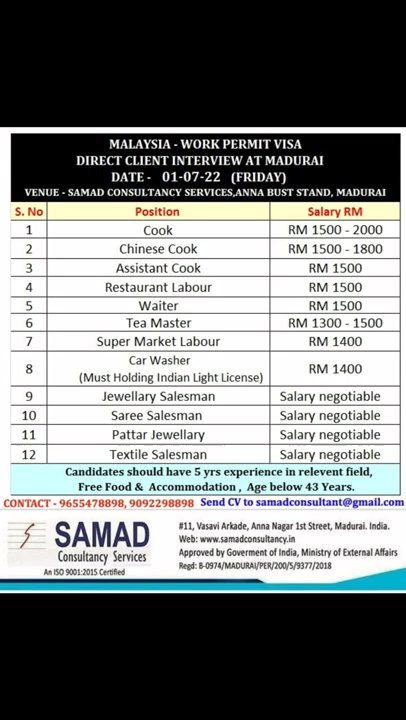 MALAYSIA - WORK PERMIT VISA
DIRECT CLIENT INTERVIEW AT MADURAI
DATE - 01-07-22 (FRIDAY)
VENUE - SAMAD CONSULTANCY SERVICES,ANNA BUST STAND, MADURAI
S. No Position Salary RM
1 Cook RM 1500 - 2000
2 Chinese Cook RM 1500 - 1800
3 Assistant Cook RM 1500
4 Restaurant Labour RM 1500
5 Waiter RM 1500
6 Tea Master RM 1300 - 1500
7 Super Market Labour RM 1400
8 Car Washer (Must Holding Indian Light License) RM 1400
9 Jewellary Salesman Salary negotiable
10 Saree Salesman Salary negotiable
11 Pattar Jewellary Salary negotiable
12 Textile Salesman Salary negotiable
Candidates should have 5 yrs experience in relevent field,
Free Food & Accommodation , Age below 43 Years.
CONTACT - 9655478898, 9092298898 Send CV to samadconsultant@gmail.com
SAMAD
Consultancy Services
An ISO 9001:2015 Certified
#11, Vasavi Arkade, Anna Nagar 1st Street, Madurai. India.
Web: www.samadconsultancy.in
Approved by Goverment of India, Ministry of External Affairs
Regd: B-0974/MADURAI/PER/200/5/9377/2018